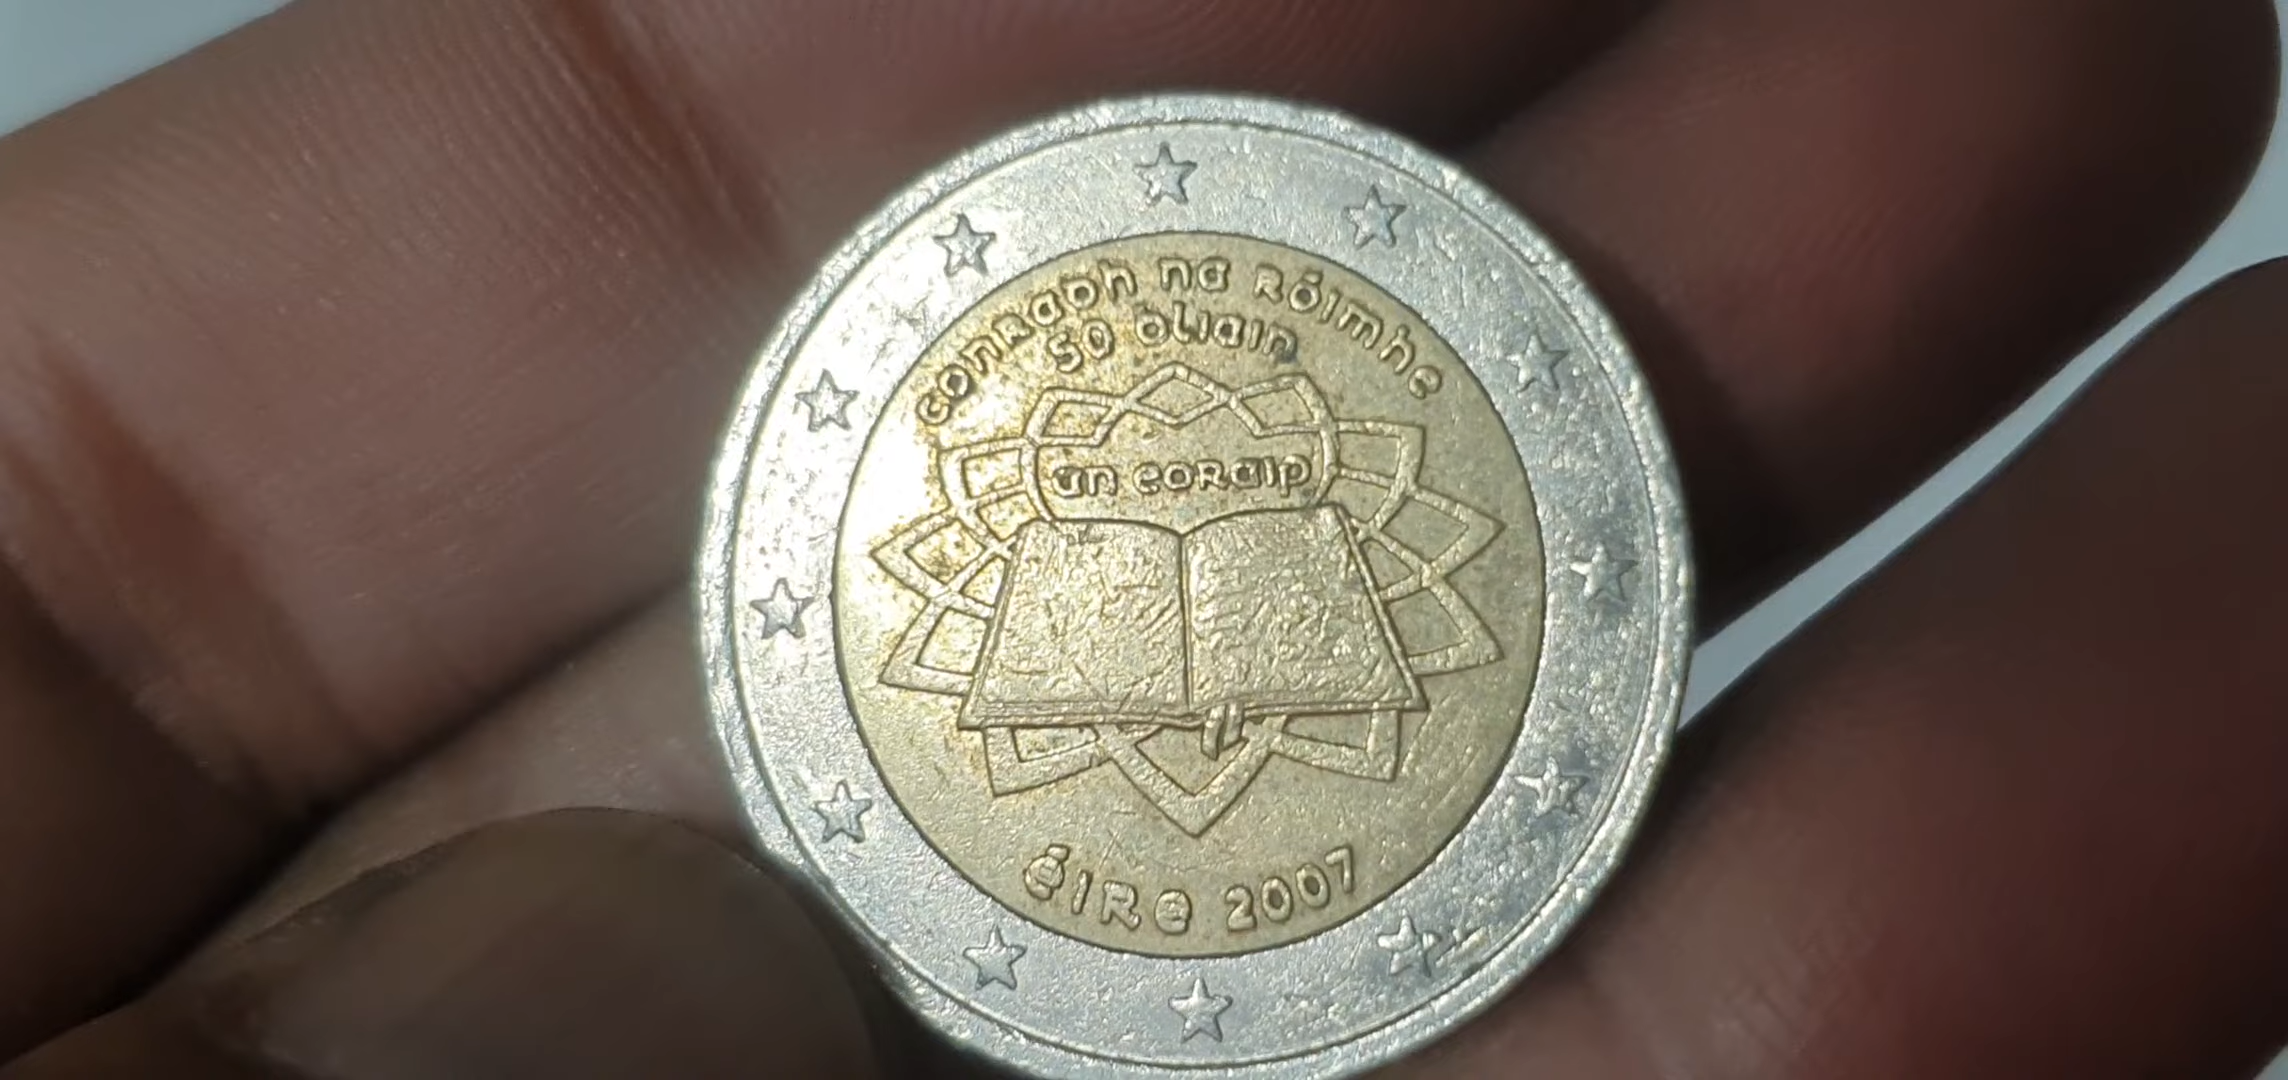 conradh na róimhe
50 bliain
an eoraip
éire 2007